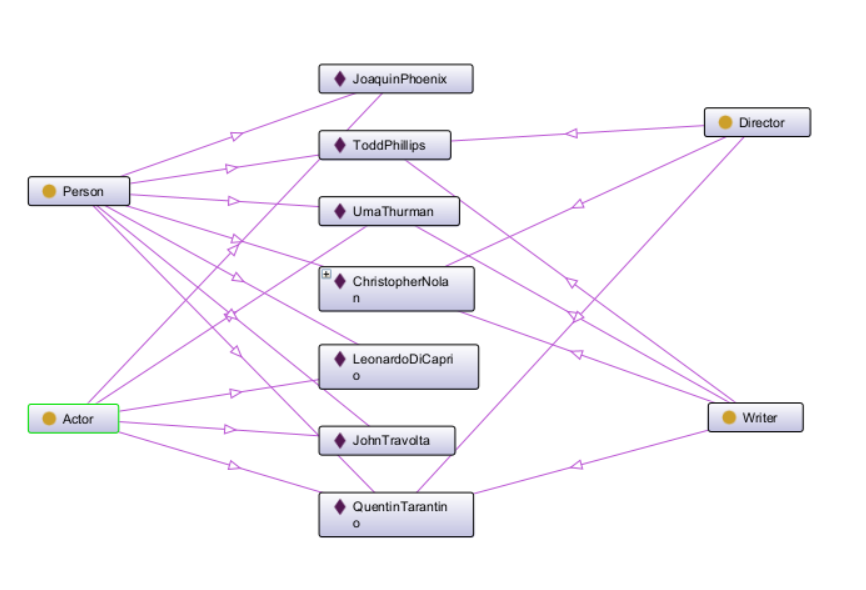 JoaquinPhoenix
Director
ToddPhillips
Person
UmaThurman
ChristopherNola
n
LeonardoDiCapri
o
Actor
Writer
JohnTravolta
QuentinTarantin
o